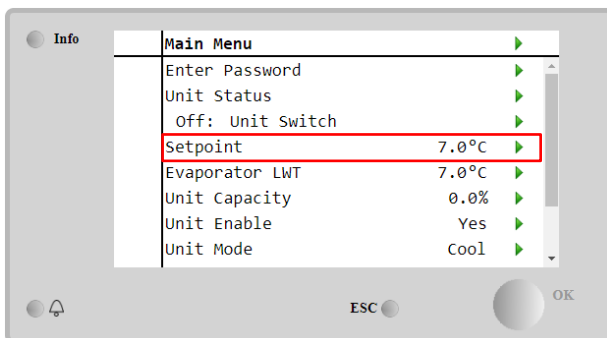 Info
Main Menu
Enter Password
Unit Status
Off: Unit Switch
Setpoint 7.0°C
Evaporator LWT 7.0°C
Unit Capacity 0.0%
Unit Enable Yes
Unit Mode Cool
ESC
OK